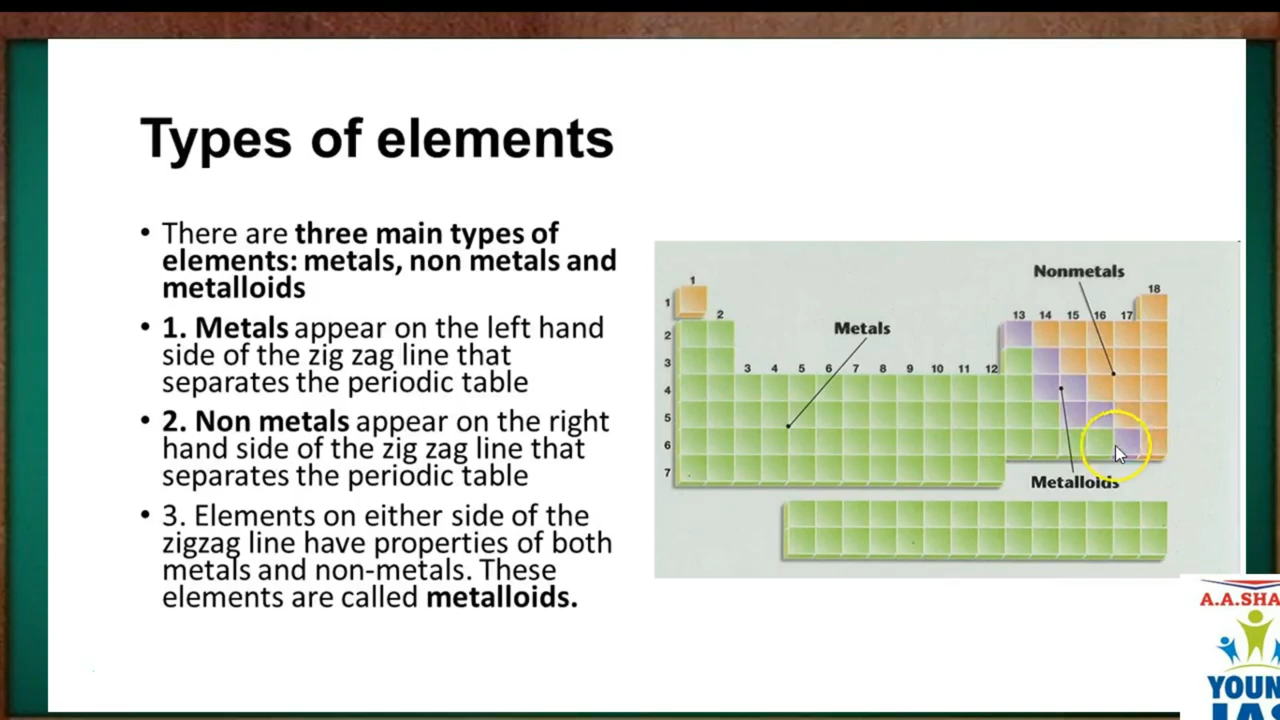 Types of elements
• There are three main types of
elements: metals, non metals and
metalloids
• 1. Metals appear on the left hand
side of the zig zag line that
separates the periodic table
• 2. Non metals appear on the right
hand side of the zig zag line that
separates the periodic table
• 3. Elements on either side of the
zigzag line have properties of both
metals and non-metals. These
elements are called metalloids.
Nonmetals
1
18
1
2
13 14 15 16 17
Metals
2
3
3 4 5 6 7 8 9 10 11 12
4
5
6
7
Metalloids
A.A.SHA
YOUN
IAS